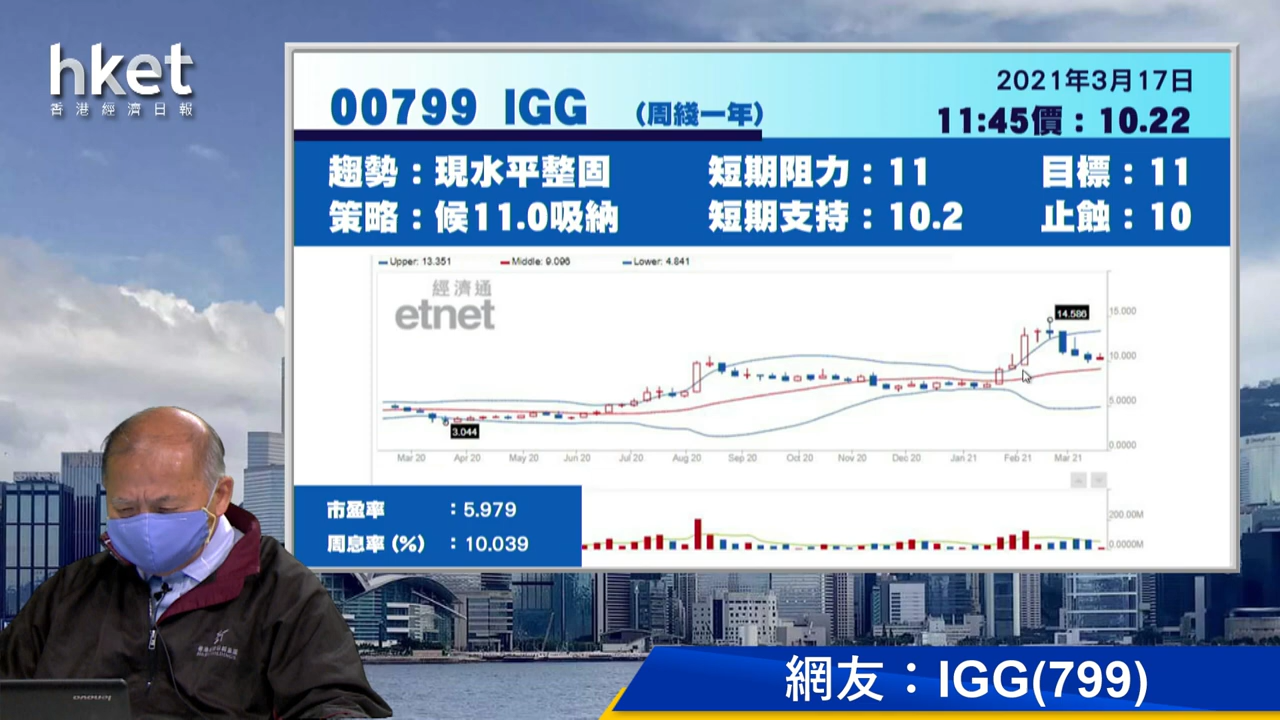 hket
香港經濟日報
00799 IGG (周綫一年)
2021年3月17日
11:45價：10.22
趨勢：現水平整固 短期阻力：11 目標：11
策略：候11.0吸納 短期支持：10.2 止蝕：10
Upper: 13.351 Middle: 9.096 Lower: 4.841
經濟通
etnet
14.586
15.000
10.000
5.0000
0.0000
3.044
Mar 20 Apr 20 May 20 Jun 20 Jul 20 Aug 20 Sep 20 Oct 20 Nov 20 Dec 20 Jan 21 Feb 21 Mar 21
200.00M
0.0000M
市盈率 ：5.979
周息率 (%) ：10.039
lenovo
網友：IGG(799)